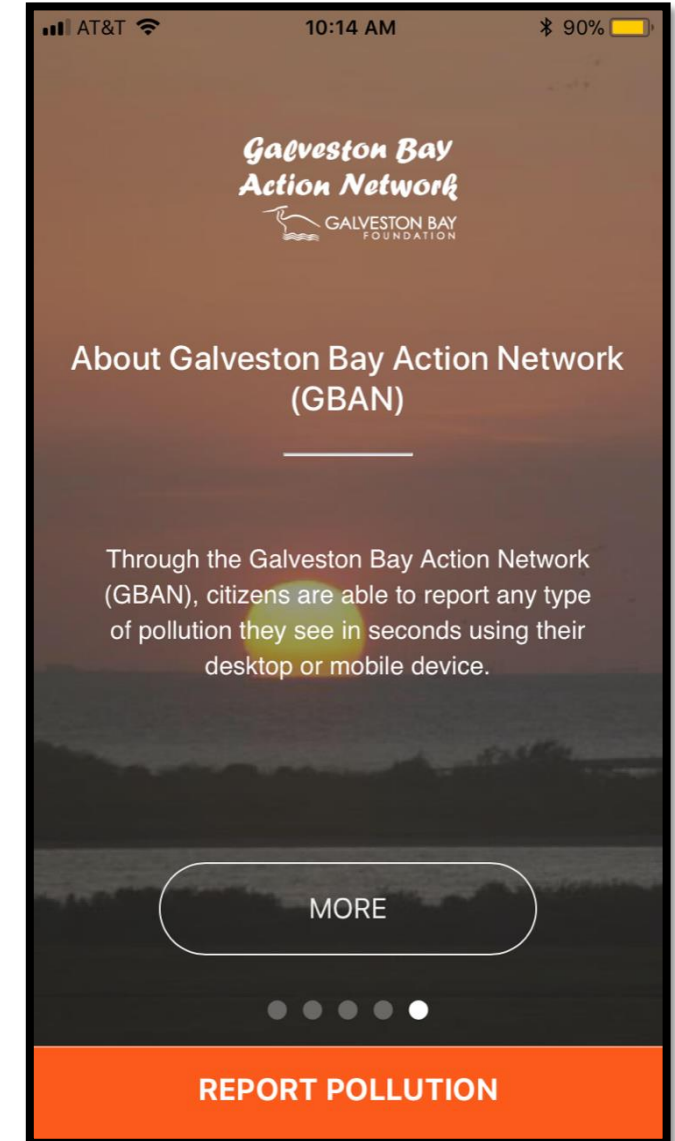 AT&T 10:14 AM 90%
Galveston Bay
Action Network
GALVESTON BAY
FOUNDATION
About Galveston Bay Action Network
(GBAN)
Through the Galveston Bay Action Network
(GBAN), citizens are able to report any type
of pollution they see in seconds using their
desktop or mobile device.
MORE
REPORT POLLUTION